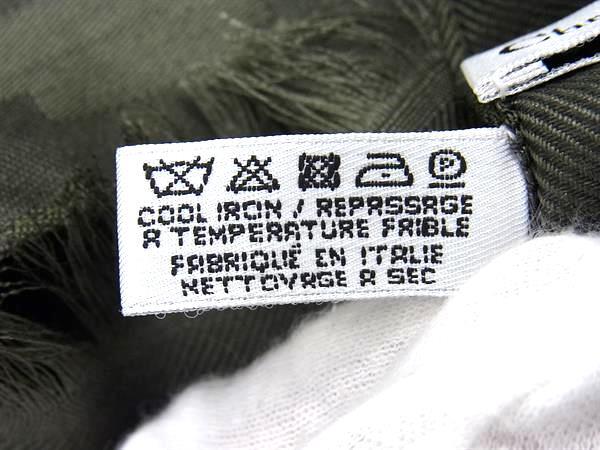 COOL IRON / REPASSAGE
A TEMPERATURE FAIBLE
FABRIQUÉ EN ITALIE
NETTOYAGE A SEC